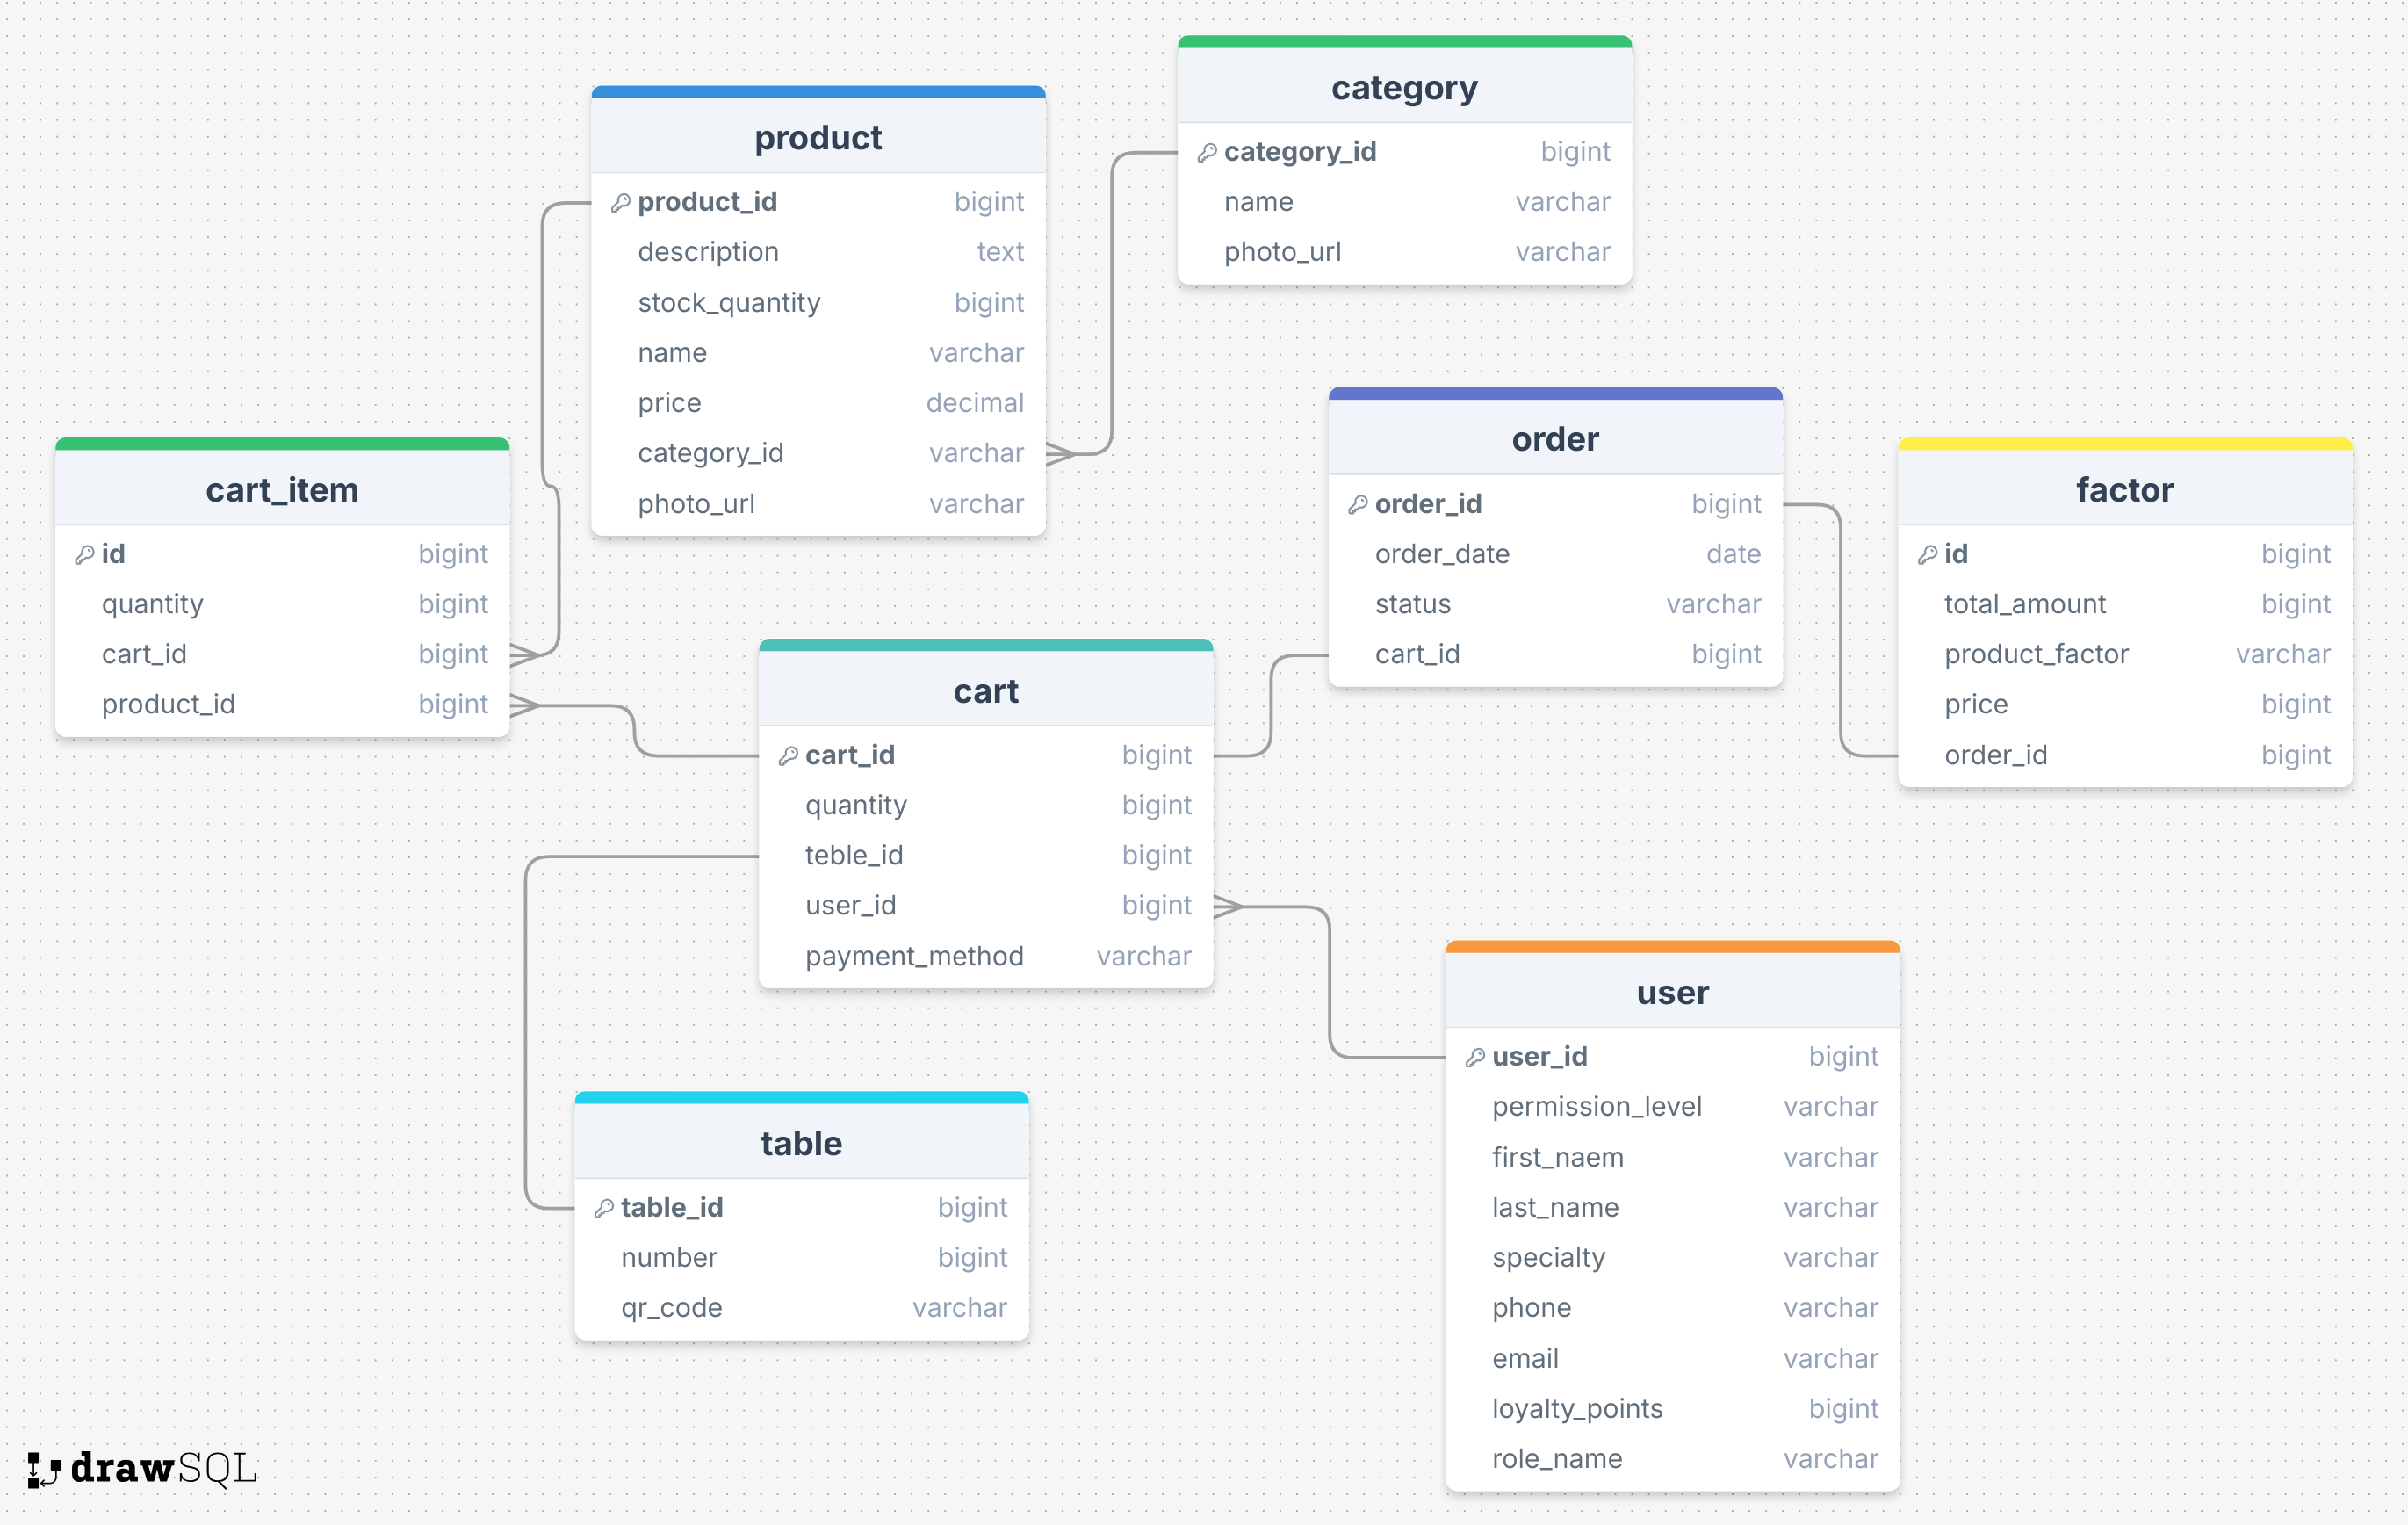 category
category_id bigint
name varchar
photo_url varchar
product
product_id bigint
description text
stock_quantity bigint
name varchar
price decimal
category_id varchar
photo_url varchar
order
order_id bigint
order_date date
status varchar
cart_id bigint
cart_item
id bigint
quantity bigint
cart_id bigint
product_id bigint
factor
id bigint
total_amount bigint
product_factor varchar
price bigint
order_id bigint
cart
cart_id bigint
quantity bigint
teble_id bigint
user_id bigint
payment_method varchar
user
user_id bigint
permission_level varchar
first_naem varchar
last_name varchar
specialty varchar
phone varchar
email varchar
loyalty_points bigint
role_name varchar
table
table_id bigint
number bigint
qr_code varchar
drawSQL